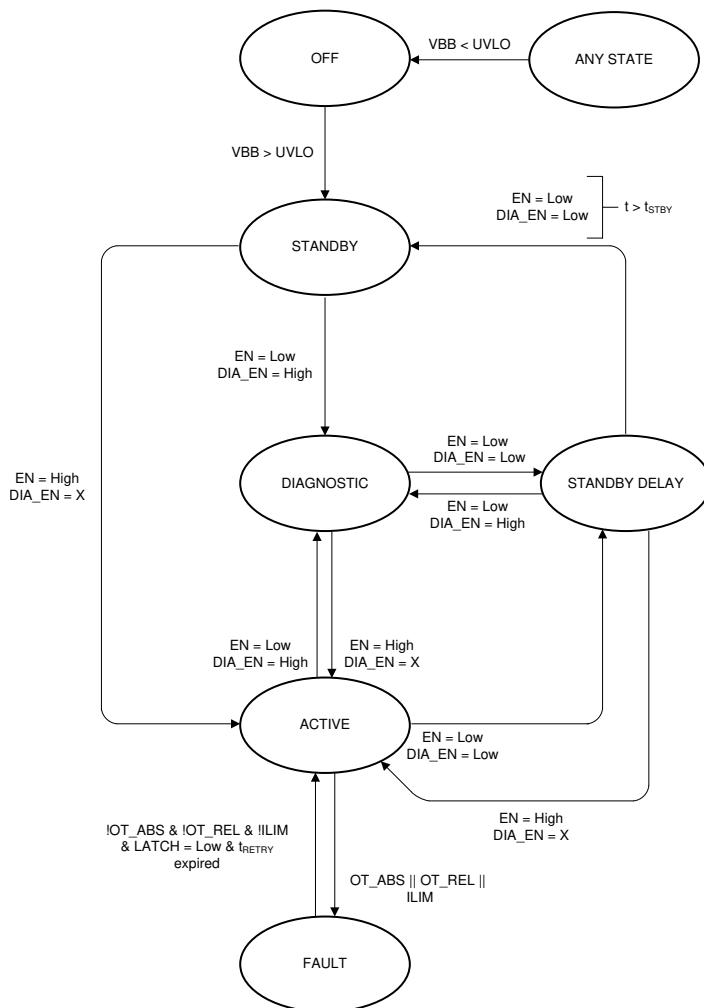 OFF
VBB < UVLO
ANY STATE
VBB > UVLO
EN = Low
DIA_EN = Low
t > tSTBY
STANDBY
EN = Low
DIA_EN = High
EN = High
DIA_EN = X
DIAGNOSTIC
EN = Low
DIA_EN = Low
EN = Low
DIA_EN = High
STANDBY DELAY
EN = Low
DIA_EN = High
EN = High
DIA_EN = X
ACTIVE
EN = Low
DIA_EN = Low
EN = High
DIA_EN = X
!OT_ABS & !OT_REL & !ILIM
& LATCH = Low & tRETRY
expired
OT_ABS || OT_REL ||
ILIM
FAULT